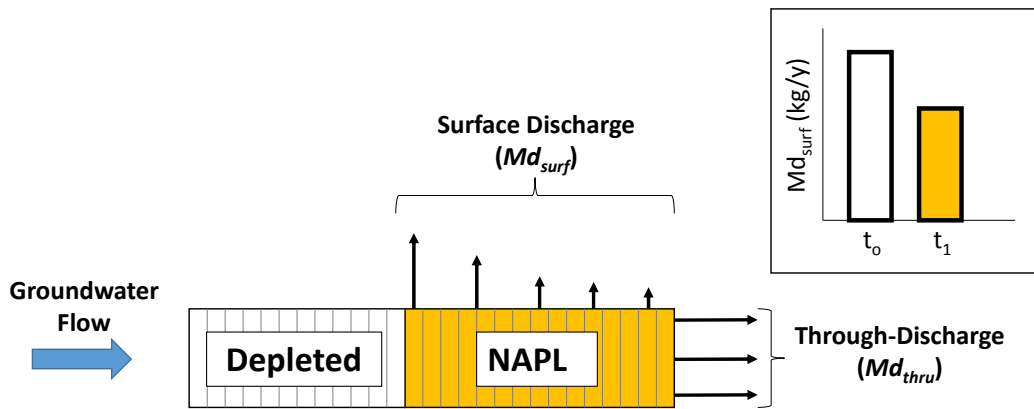 Surface Discharge
(Md_surf)
Groundwater
Flow
Depleted
NAPL
Through-Discharge
(Md_thru)
Md_surf (kg/y)
t_o
t_1